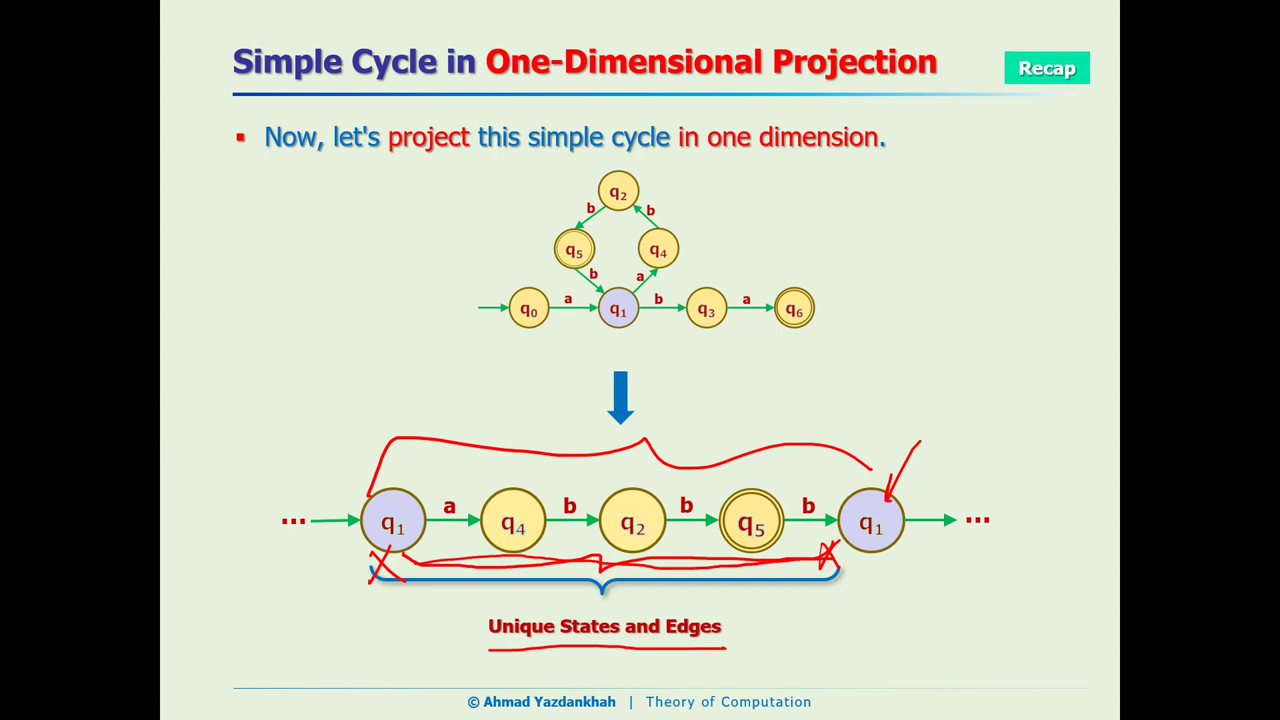 Simple Cycle in One-Dimensional Projection
Recap
▪ Now, let's project this simple cycle in one dimension.
q₂
b b
q₅ q₄
b a
q₀ a q₁ b q₃ a q₆
... q₁ a q₄ b q₂ b q₅ b q₁ ...
Unique States and Edges
© Ahmad Yazdankhah | Theory of Computation